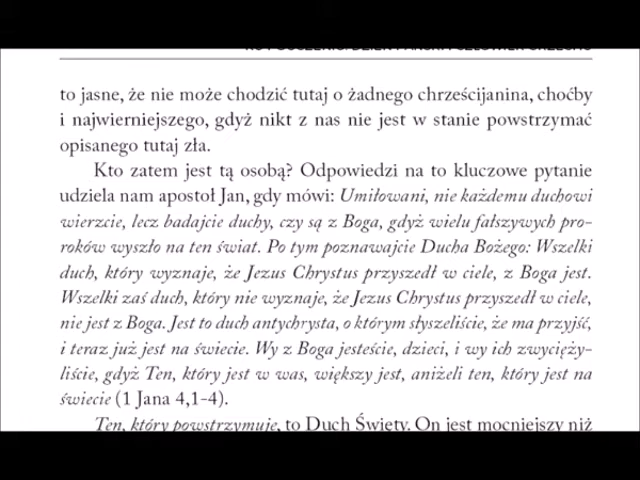 to jasne, że nie może chodzić tutaj o żadnego chrześcijanina, choćby
i najwierniejszego, gdyż nikt z nas nie jest w stanie powstrzymać
opisanego tutaj zła.
Kto zatem jest tą osobą? Odpowiedzi na to kluczowe pytanie
udziela nam apostoł Jan, gdy mówi: Umiłowani, nie każdemu duchowi
wierzcie, lecz badajcie duchy, czy są z Boga, gdyż wielu fałszywych pro-
roków wyszło na ten świat. Po tym poznawajcie Ducha Bożego: Wszelki
duch, który wyznaje, że Jezus Chrystus przyszedł w ciele, z Boga jest.
Wszelki zaś duch, który nie wyznaje, że Jezus Chrystus przyszedł w ciele,
nie jest z Boga. Jest to duch antychrysta, o którym słyszeliście, że ma przyjść,
i teraz już jest na świecie. Wy z Boga jesteście, dzieci, i wy ich zwycięży-
liście, gdyż Ten, który jest w was, większy jest, aniżeli ten, który jest na
świecie (1 Jana 4,1-4).
Ten, który powstrzymuje, to Duch Święty. On jest mocniejszy niż